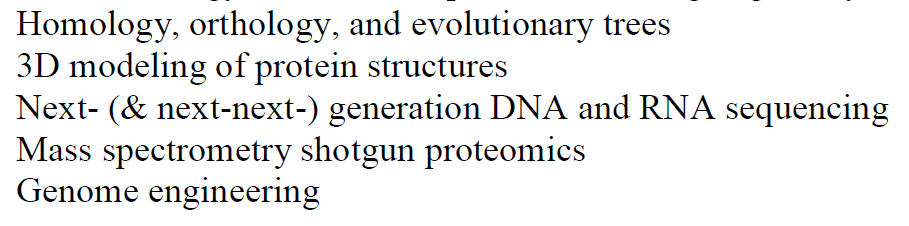 Homology, orthology, and evolutionary trees
3D modeling of protein structures
Next- (& next-next-) generation DNA and RNA sequencing
Mass spectrometry shotgun proteomics
Genome engineering